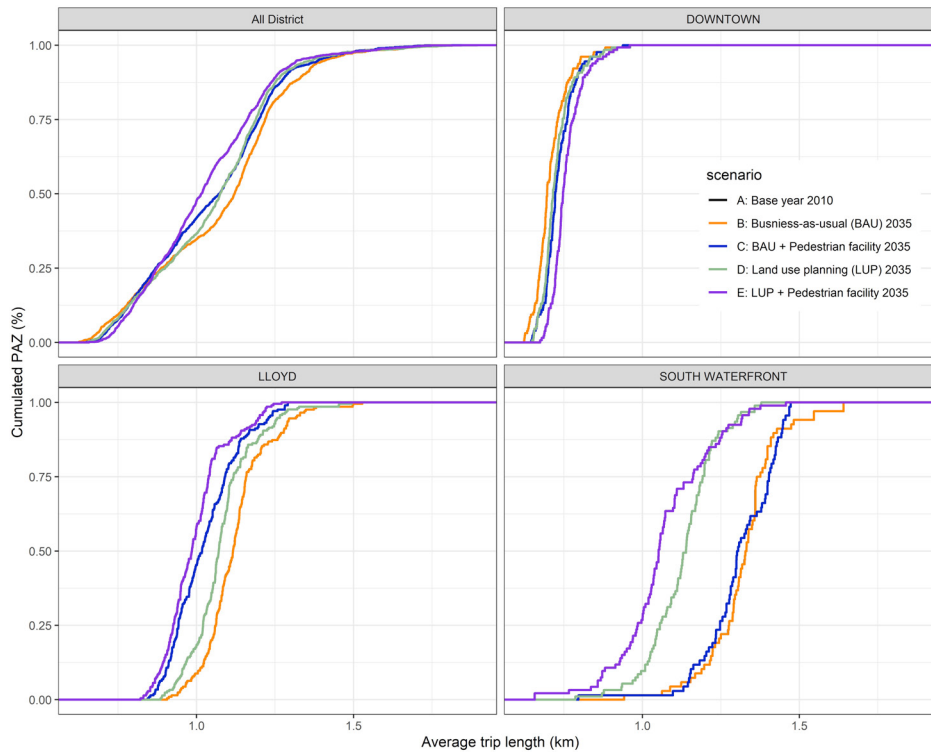 All District
DOWNTOWN
1.00
0.75
0.50
0.25
0.00
scenario
A: Base year 2010
B: Busniess-as-usual (BAU) 2035
C: BAU + Pedestrian facility 2035
D: Land use planning (LUP) 2035
E: LUP + Pedestrian facility 2035
Cumulated PAZ (%)
LLOYD
SOUTH WATERFRONT
1.00
0.75
0.50
0.25
0.00
1.0
1.5
1.0
1.5
Average trip length (km)